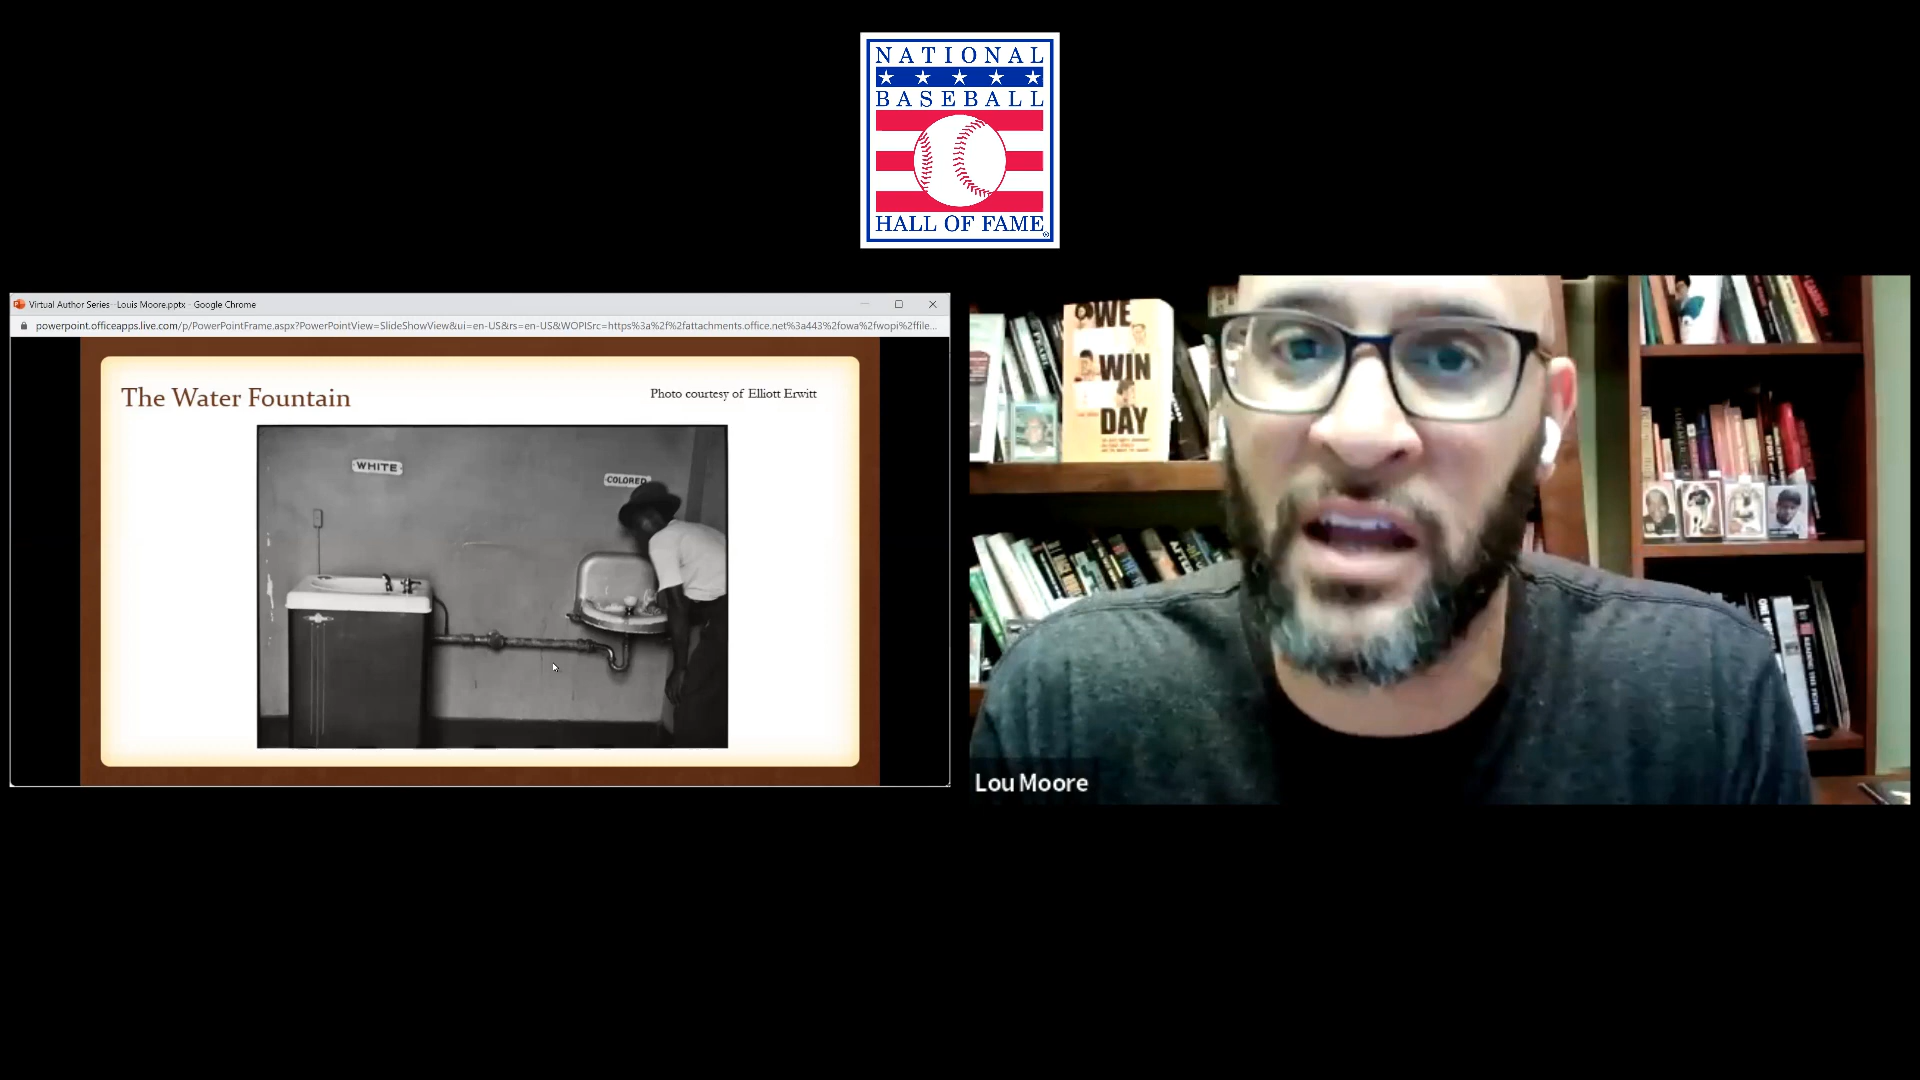 NATIONAL
BASEBALL
HALL OF FAME
®
Virtual Author Series - Louis Moore.pptx - Google Chrome
powerpoint.officeapps.live.com/p/PowerPointFrame.aspx?PowerPointView=SlideShowView&ui=en-US&rs=en-US&WOPISrc=https%3a%2f%2fattachments.office.net%3a443%2fowa%2fwopi%2ffile...
The Water Fountain
Photo courtesy of Elliott Erwitt
WHITE
COLORED
WE
WIN
DAY
Lou Moore